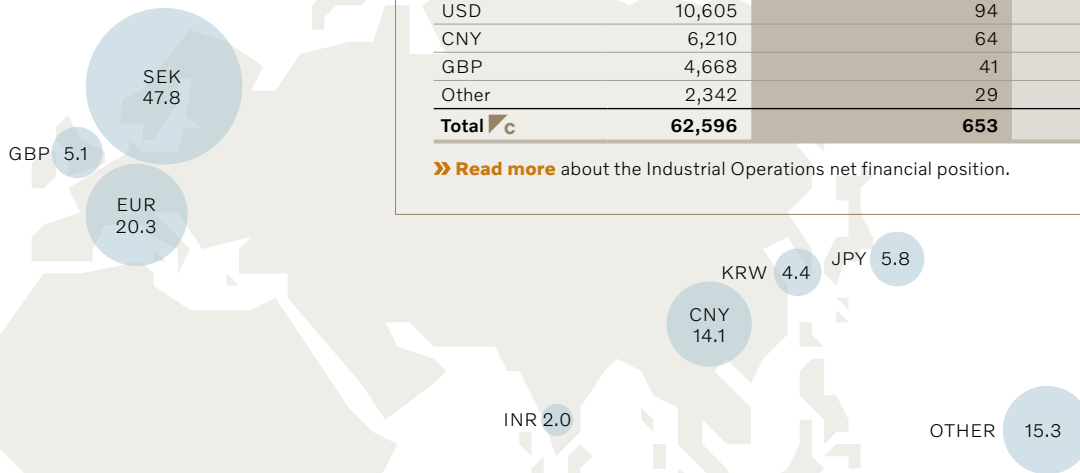 USD 10,605 94
CNY 6,210 64
GBP 4,668 41
Other 2,342 29
Total c 62,596 653
» Read more about the Industrial Operations net financial position.
SEK
47.8
GBP 5.1
EUR
20.3
KRW 4.4
JPY 5.8
CNY
14.1
INR 2.0
OTHER 15.3